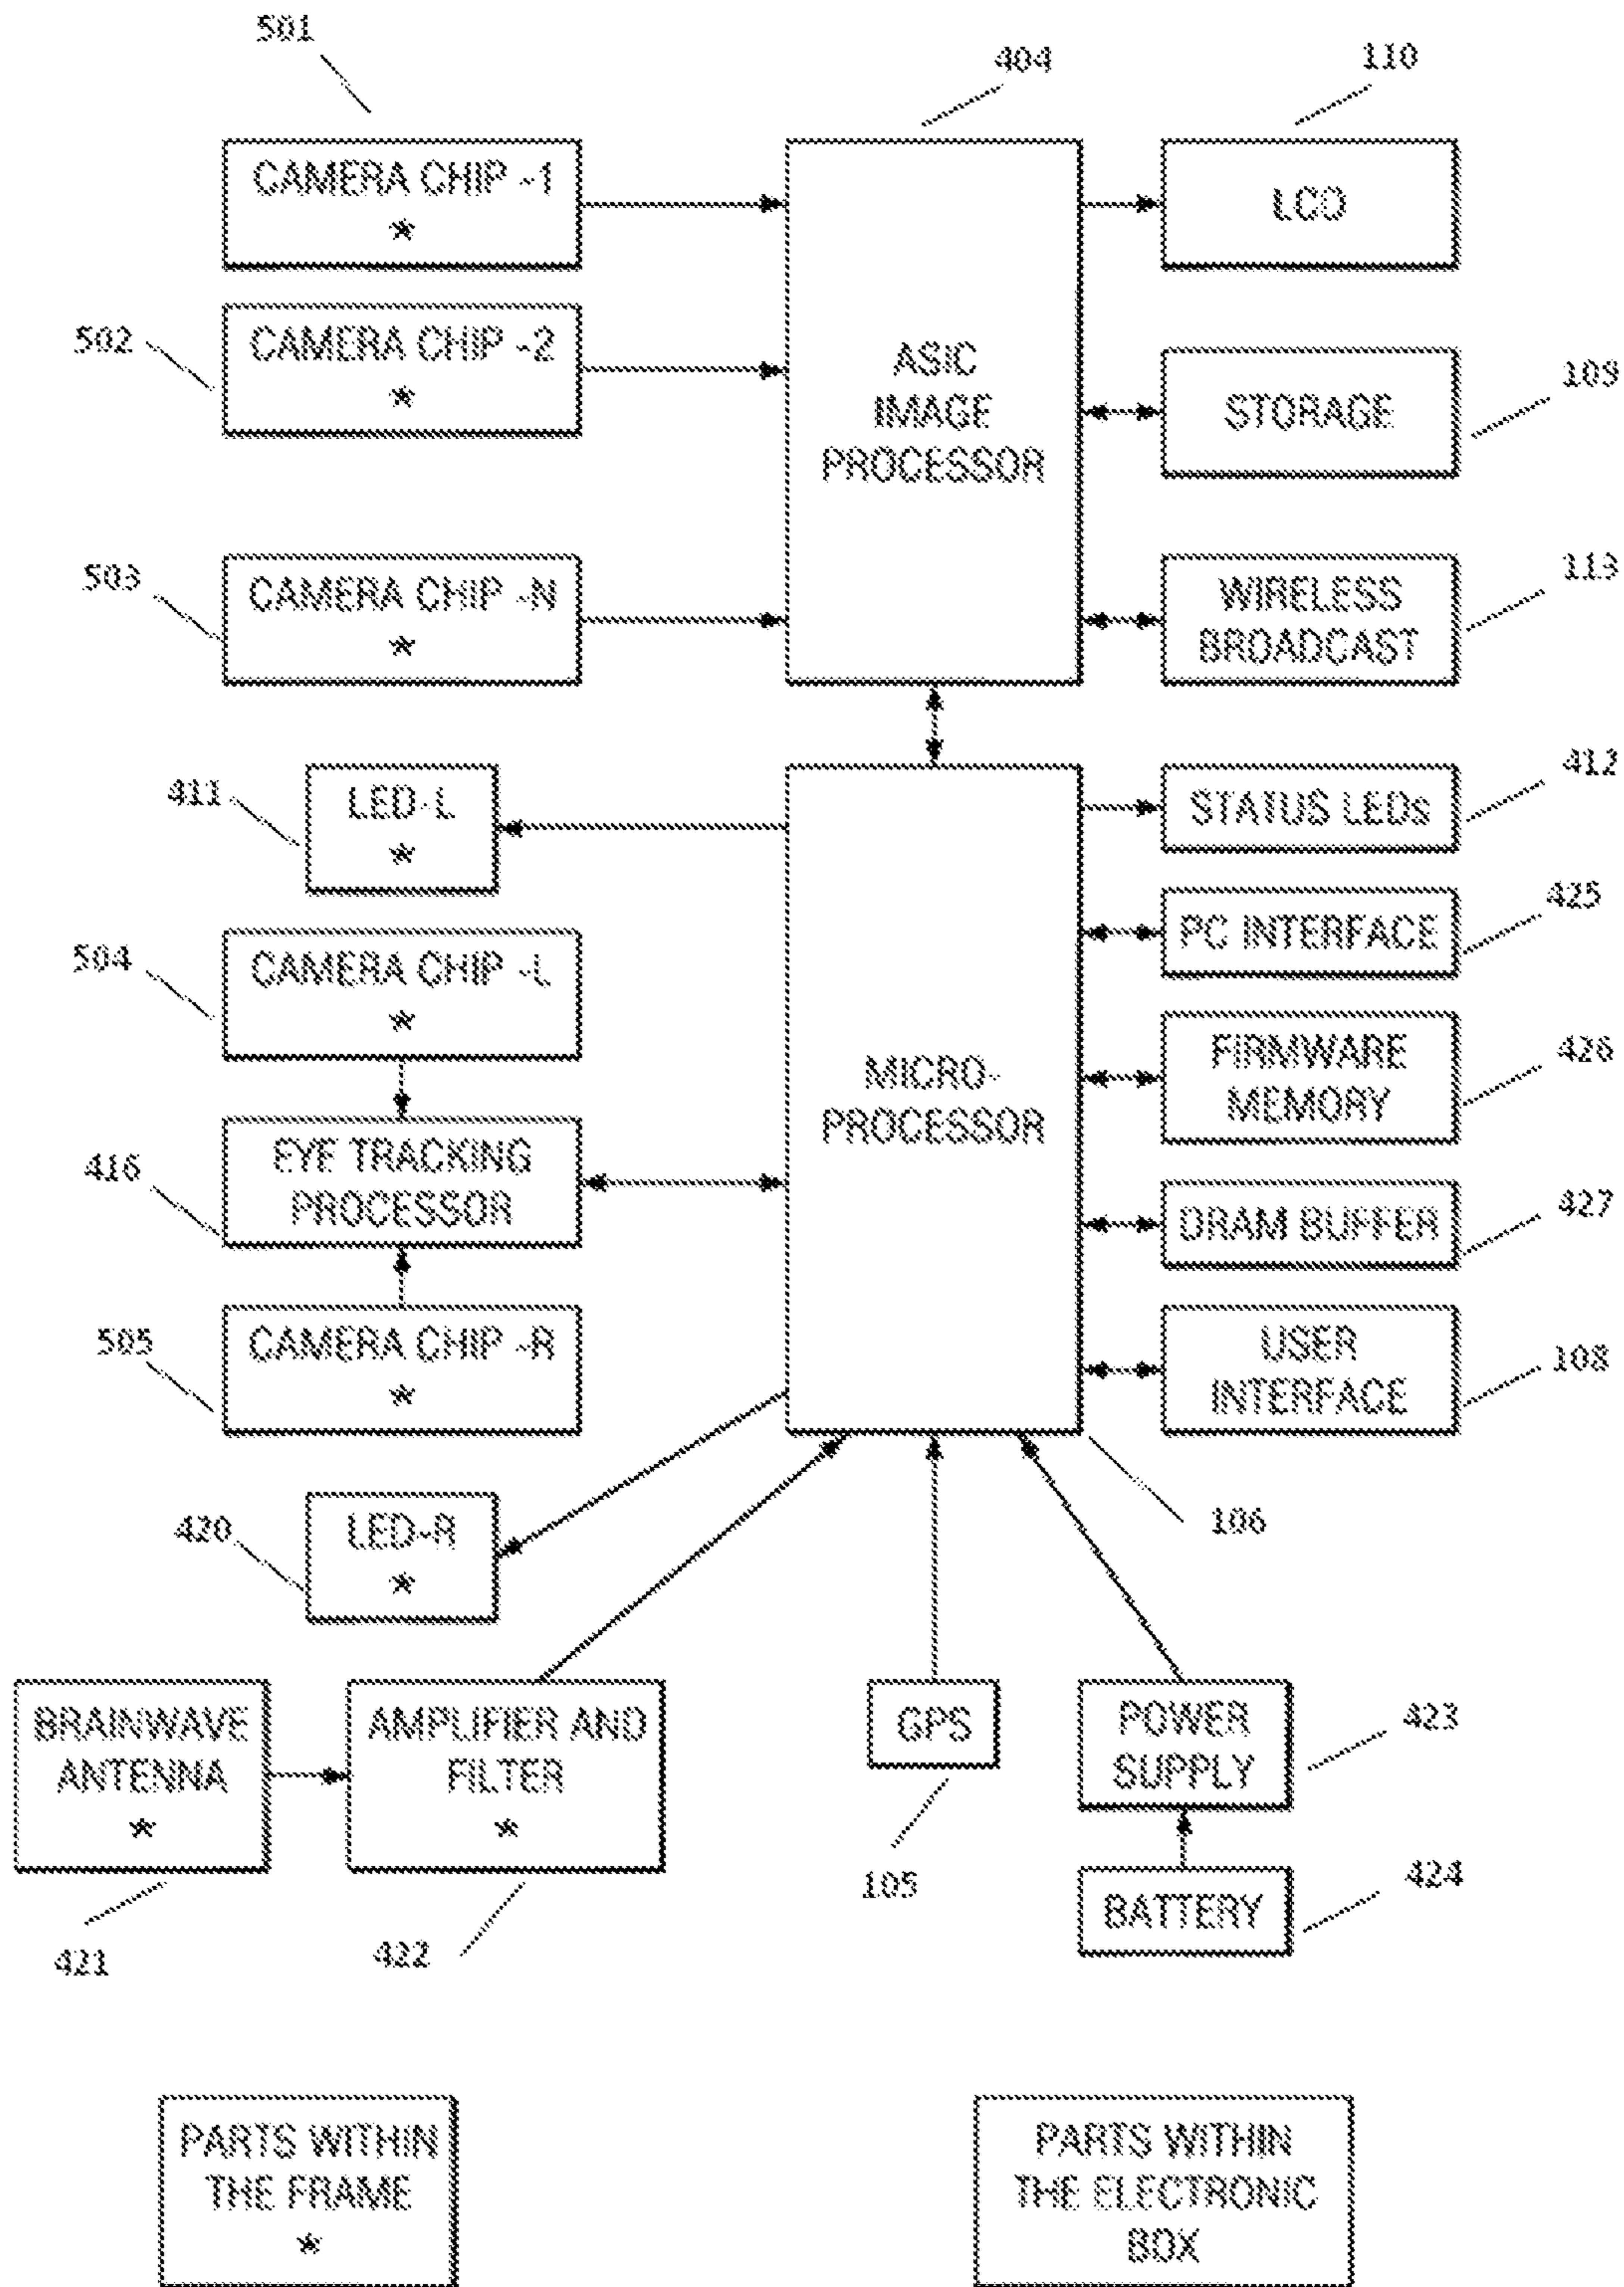 501
404
110
CAMERA CHIP -1
*
LCD
502
CAMERA CHIP -2
*
ASIC
IMAGE
PROCESSOR
STORAGE
109
503
CAMERA CHIP -N
*
WIRELESS
BROADCAST
113
411
LED-L
*
STATUS LEDs
412
PC INTERFACE
425
504
CAMERA CHIP -L
*
MICRO-
PROCESSOR
FIRMWARE
MEMORY
426
416
EYE TRACKING
PROCESSOR
DRAM BUFFER
427
505
CAMERA CHIP -R
*
USER
INTERFACE
108
106
420
LED-R
*
BRAINWAVE
ANTENNA
*
AMPLIFIER AND
FILTER
*
GPS
POWER
SUPPLY
423
421
422
105
BATTERY
424
PARTS WITHIN
THE FRAME
*
PARTS WITHIN
THE ELECTRONIC
BOX